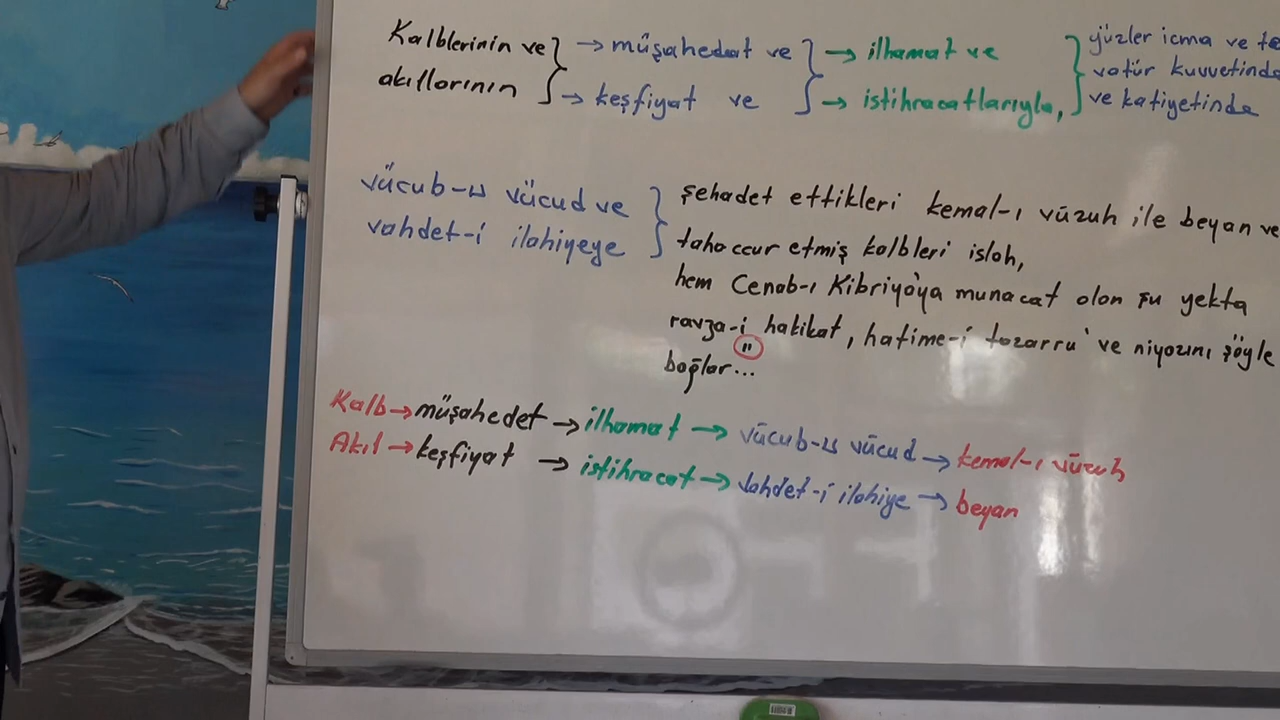 Kalblerinin ve → müşahedat ve → ilhamat ve yüzler icma ve te
akıllarının → keşfiyat ve → istihracatlarıyla, vatür kuvvetinde
ve katiyetinde
vücub-u vücud ve
vahdet-i ilahiyeye
şehadet ettikleri kemal-ı vüzuh ile beyan ve
tahaccur etmiş kalbleri islah,
hem Cenab-ı Kibriya'ya munacat olan şu yekta
ravza-i hakikat, hatime-i tazarru' ve niyazını şöyle
"
bağlar...
Kalb → müşahedet → ilhamat → vücub-u vücud → kemal-ı vüzuh
Akıl → keşfiyat → istihracat → vahdet-i ilahiye → beyan